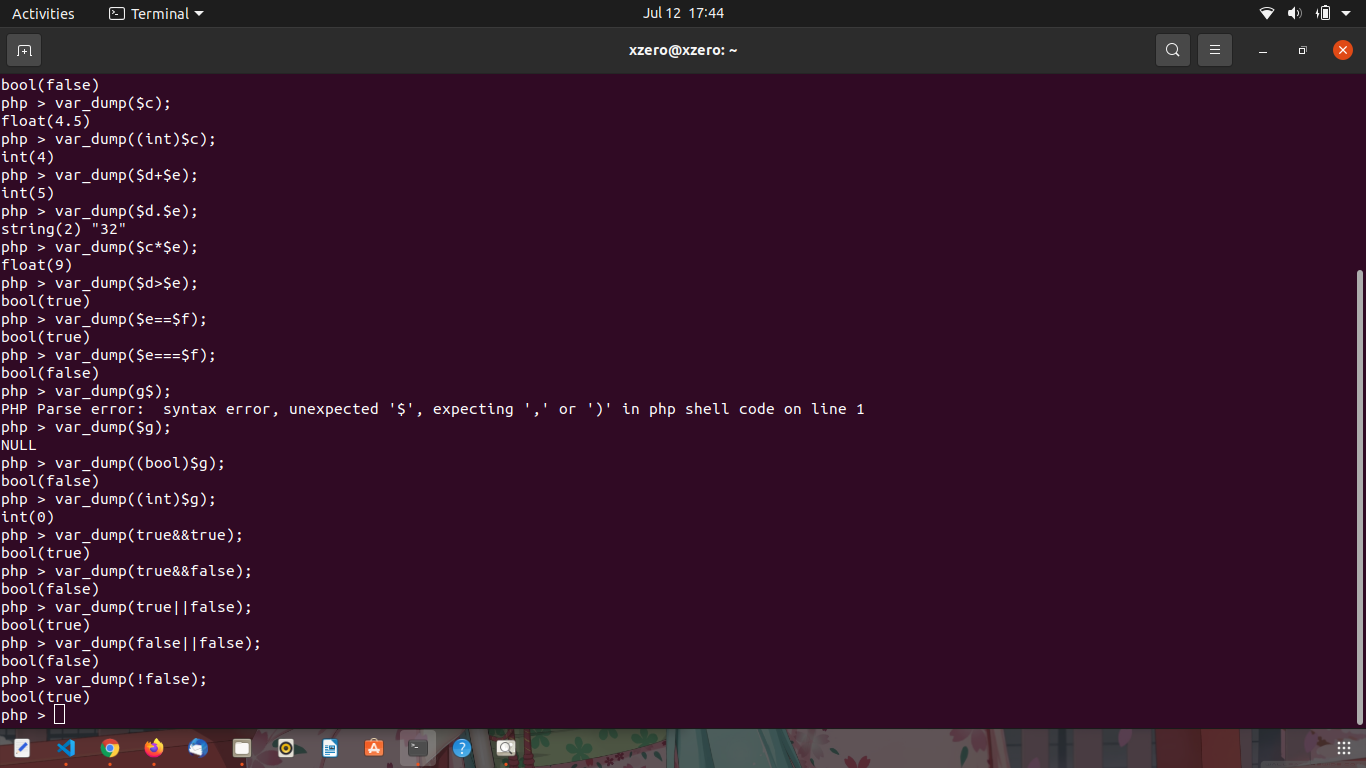 Activities Terminal Jul 12 17:44
xzero@xzero: ~
bool(false)
php > var_dump($c);
float(4.5)
php > var_dump((int)$c);
int(4)
php > var_dump($d+$e);
int(5)
php > var_dump($d.$e);
string(2) "32"
php > var_dump($c*$e);
float(9)
php > var_dump($d>$e);
bool(true)
php > var_dump($e==$f);
bool(true)
php > var_dump($e===$f);
bool(false)
php > var_dump(g$);
PHP Parse error:  syntax error, unexpected '$', expecting ',' or ')' in php shell code on line 1
php > var_dump($g);
NULL
php > var_dump((bool)$g);
bool(false)
php > var_dump((int)$g);
int(0)
php > var_dump(true&&true);
bool(true)
php > var_dump(true&&false);
bool(false)
php > var_dump(true||false);
bool(true)
php > var_dump(false||false);
bool(false)
php > var_dump(!false);
bool(true)
php >